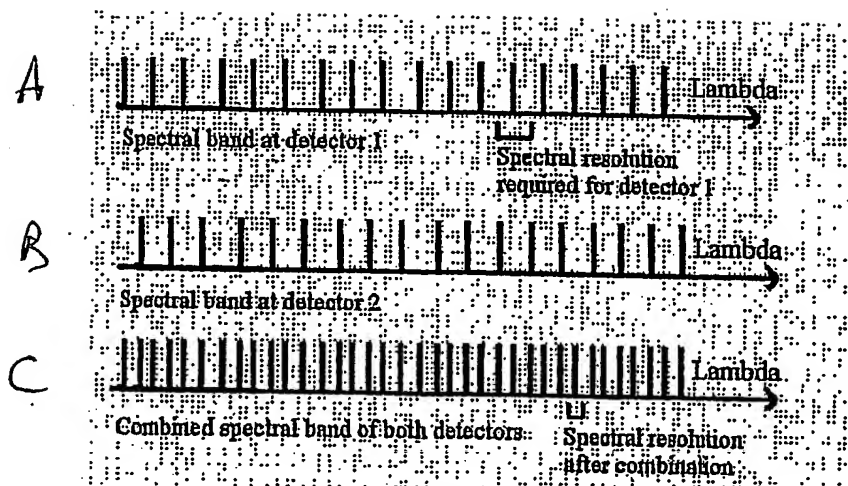 A
Lambda
Spectral band at detector 1
Spectral resolution
required for detector 1
B
Lambda
Spectral band at detector 2
C
Lambda
Combined spectral band of both detectors
Spectral resolution
after combination